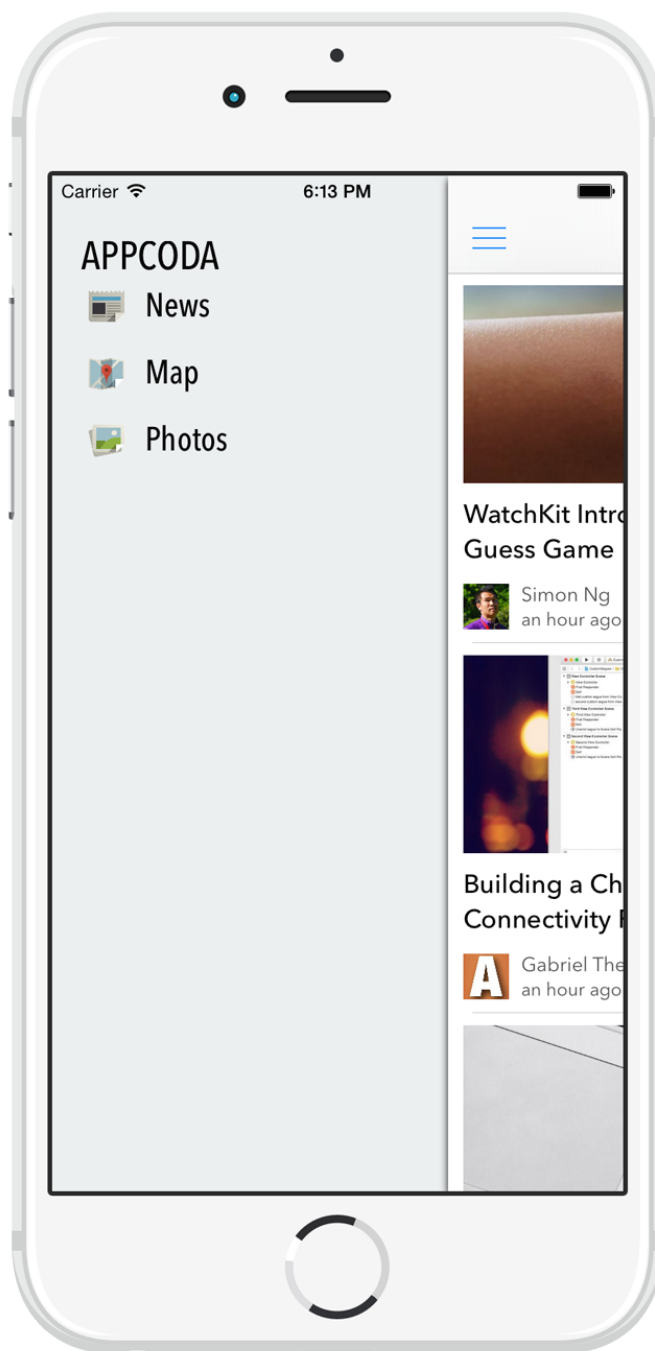 Carrier 6:13 PM
APPCODA
News
Map
Photos
WatchKit Intro
Guess Game
Simon Ng
an hour ago
Building a Ch
Connectivity
Gabriel The
an hour ago
A